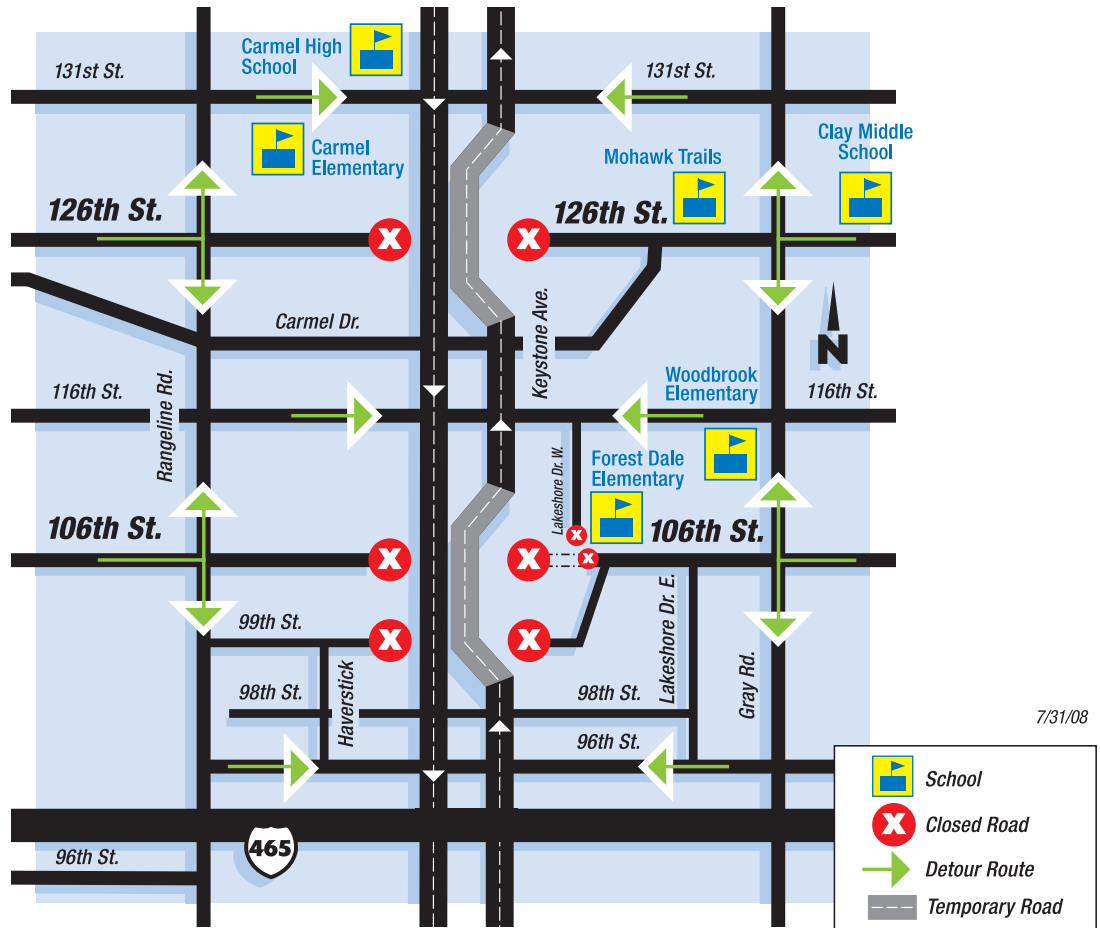 Carmel High
School
131st St.
131st St.
Carmel
Elementary
Mohawk Trails
Clay Middle
School
126th St.
126th St.
X
X
Carmel Dr.
Keystone Ave.
N
Rangeline Rd.
116th St.
Woodbrook
Elementary
116th St.
Lakeshore Dr. W.
Forest Dale
Elementary
106th St.
106th St.
X
X
X
X
99th St.
X
X
Haverstick
Lakeshore Dr. E.
Gray Rd.
98th St.
98th St.
96th St.
7/31/08
465
96th St.
School
X Closed Road
Detour Route
Temporary Road